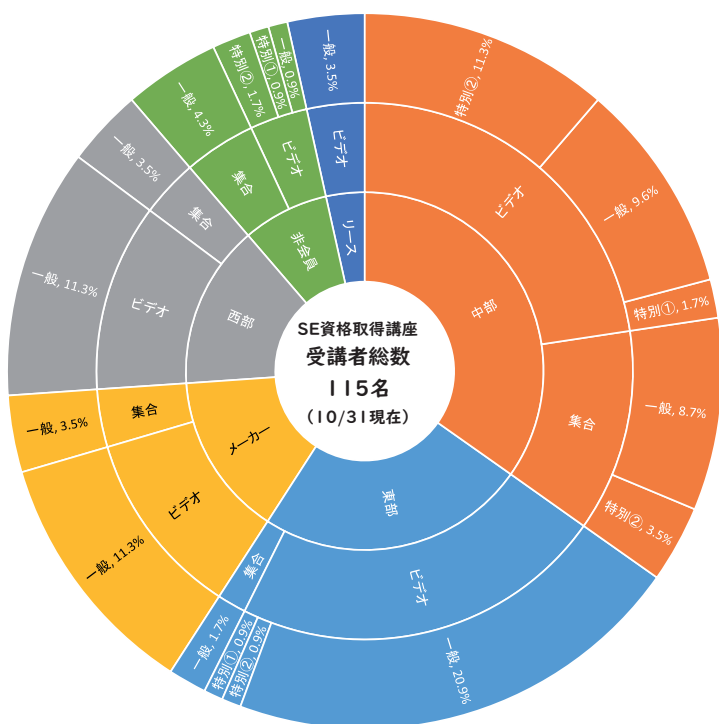 SE資格取得講座
受講者総数
115名
(10/31現在)
中部
ビデオ
特別②, 11.3%
一般, 9.6%
特別①, 1.7%
集合
一般, 8.7%
特別②, 3.5%
東部
ビデオ
一般, 20.9%
特別②, 0.9%
特別①, 0.9%
集合
一般, 1.7%
メーカー
ビデオ
一般, 11.3%
集合
一般, 3.5%
西部
ビデオ
一般, 11.3%
集合
一般, 3.5%
非会員
集合
一般, 4.3%
特別②, 1.7%
ビデオ
特別①, 0.9%
一般, 0.9%
リース
ビデオ
一般, 3.5%